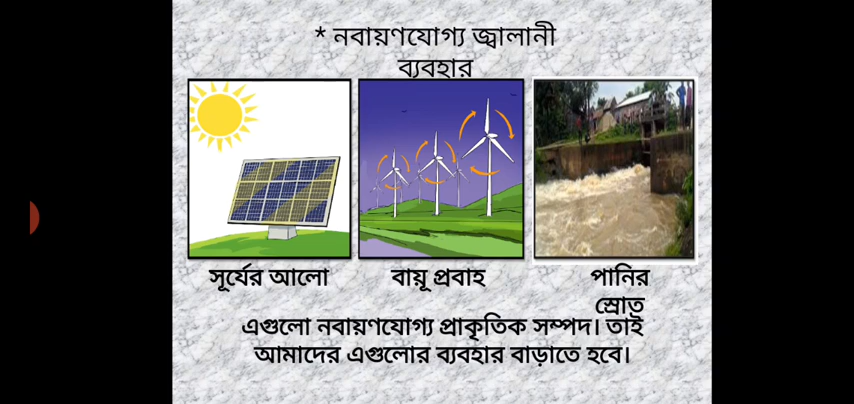 * নবায়ণযোগ্য জ্বালানী
ব্যবহার
সূর্যের আলো
বায়ূ প্রবাহ
পানির
স্রোত
এগুলো নবায়ণযোগ্য প্রাকৃতিক সম্পদ। তাই
আমাদের এগুলোর ব্যবহার বাড়াতে হবে।